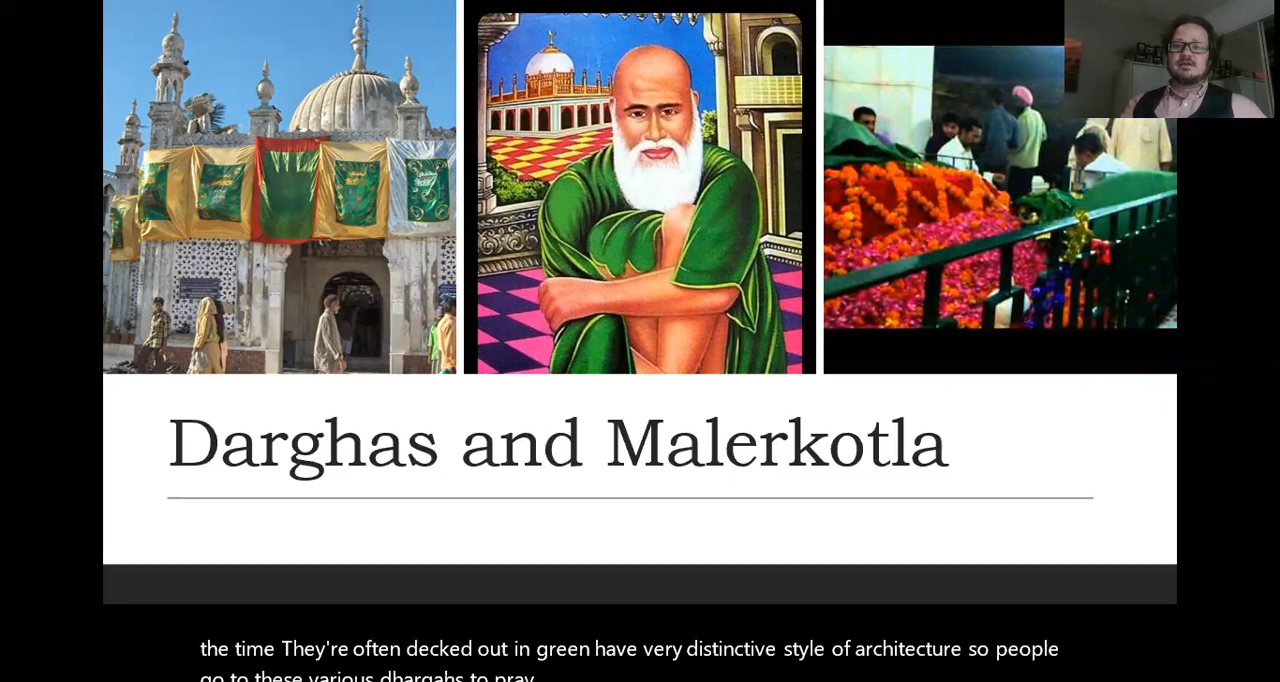 Darghas and Malerkotla
the time They're often decked out in green have very distinctive style of architecture so people
go to these various dhargahs to pray